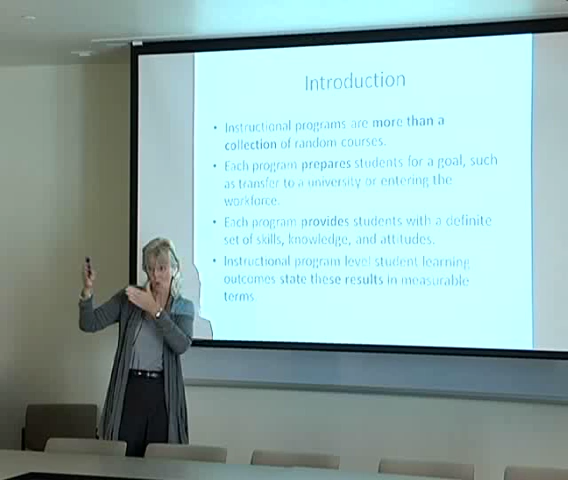 Introduction
• Instructional programs are more than a
collection of random courses.
• Each program prepares students for a goal, such
as transfer to a university or entering the
workforce.
• Each program provides students with a definite
set of skills, knowledge, and attitudes.
• Instructional program level student learning
outcomes state these results in measurable
terms.